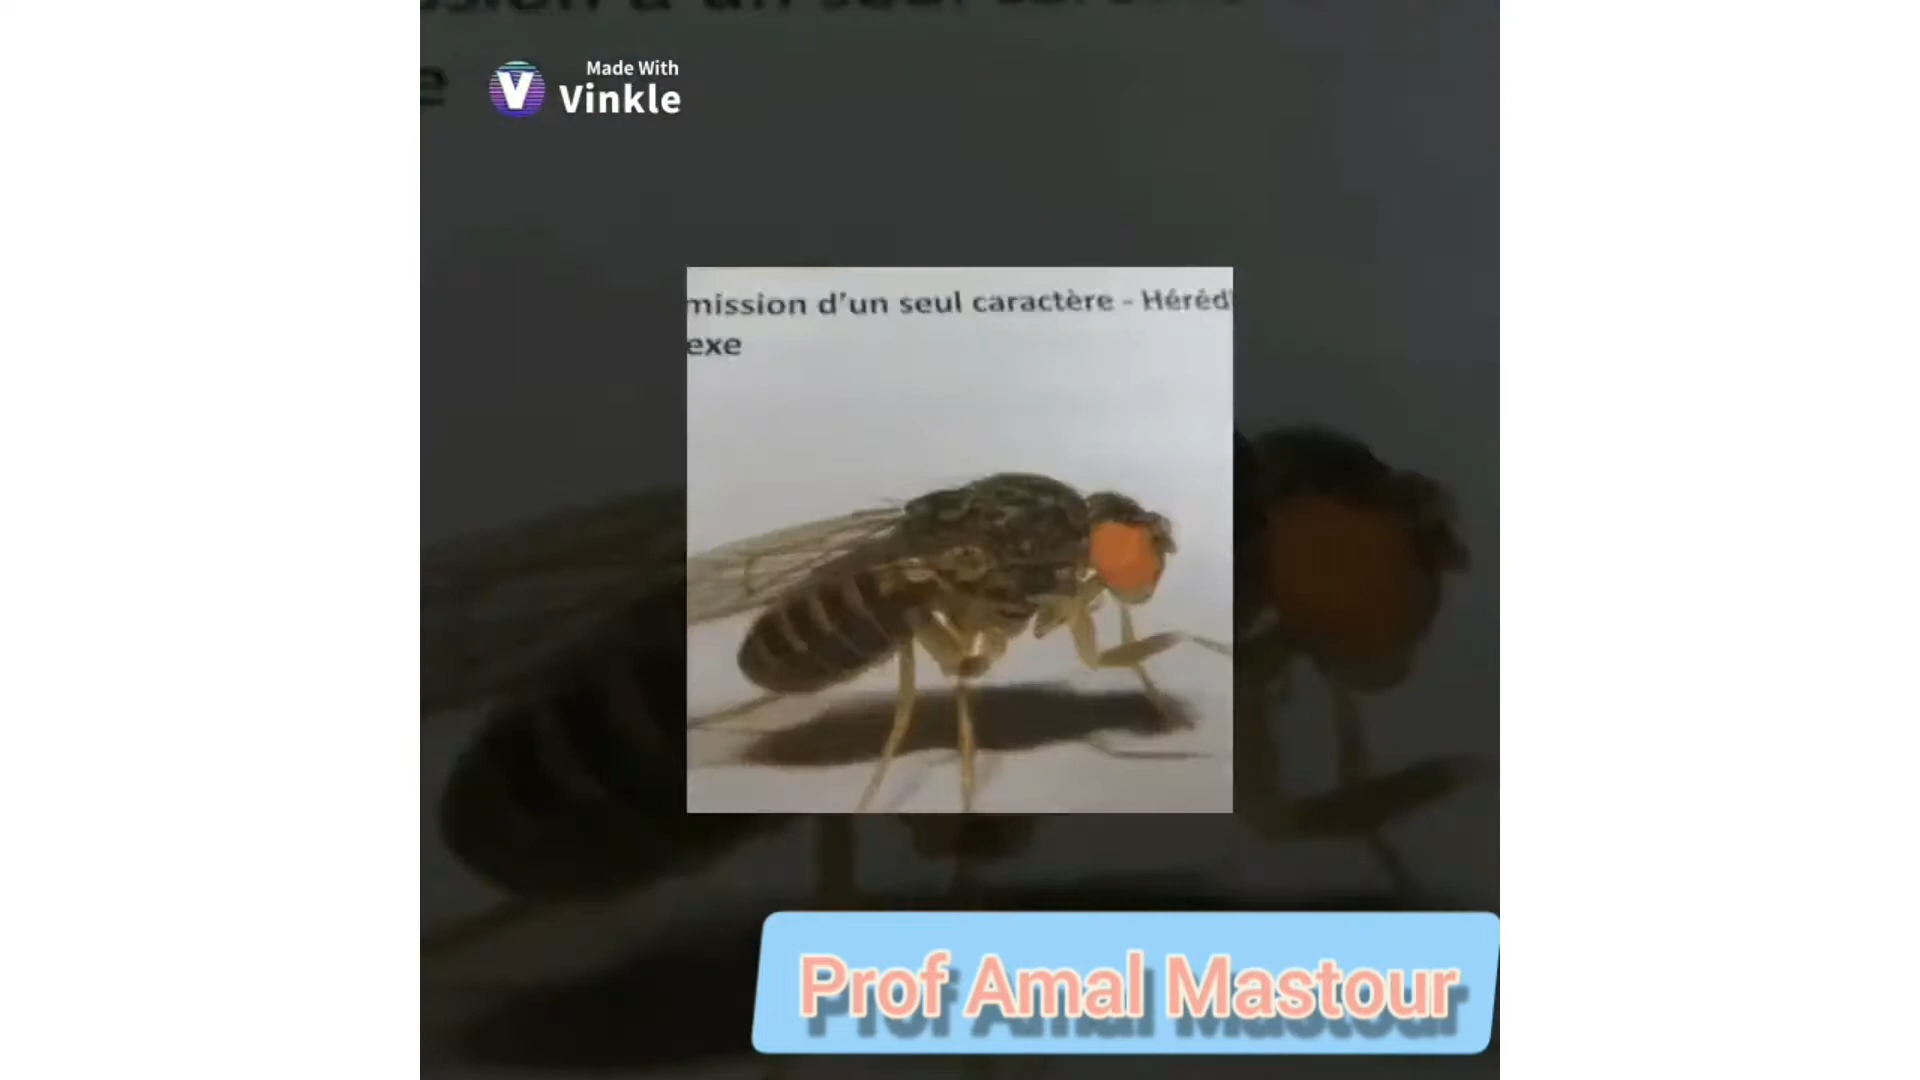 Made With
Vinkle
mission d'un seul caractère - Héréd
exe
Prof Amal Mastour